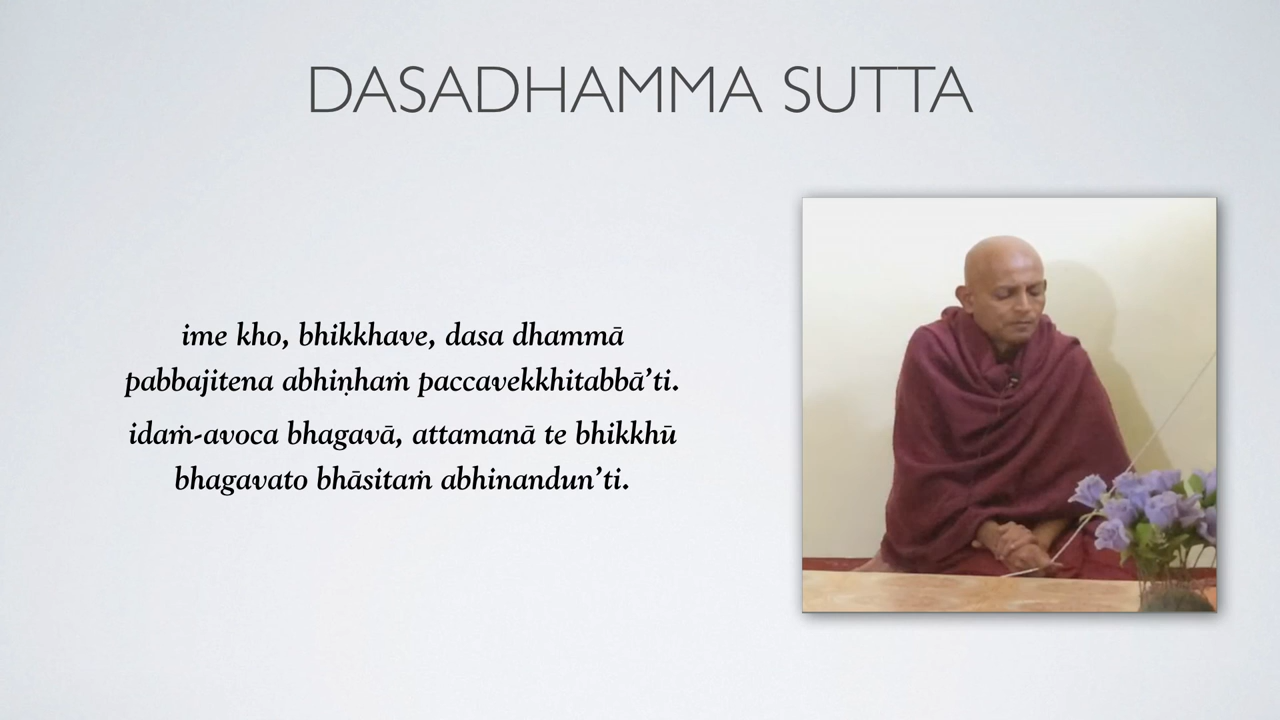 DASADHAMMA SUTTA
ime kho, bhikkhave, dasa dhammā
pabbajitena abhiṇhaṁ paccavekkhitabbā’ti.
idaṁ-avoca bhagavā, attamanā te bhikkhū
bhagavato bhāsitaṁ abhinandun’ti.